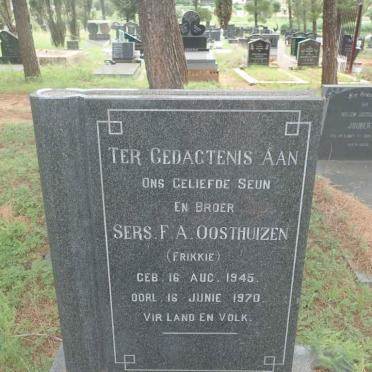 TER GEDACTENIS AAN
ONS GELIEFDE SEUN
EN BROER
SERS. F. A. OOSTHUIZEN
(FRIKKIE)
GEB. 16 AUG. 1945.
OORL. 16 JUNIE 1970.
VIR LAND EN VOLK.